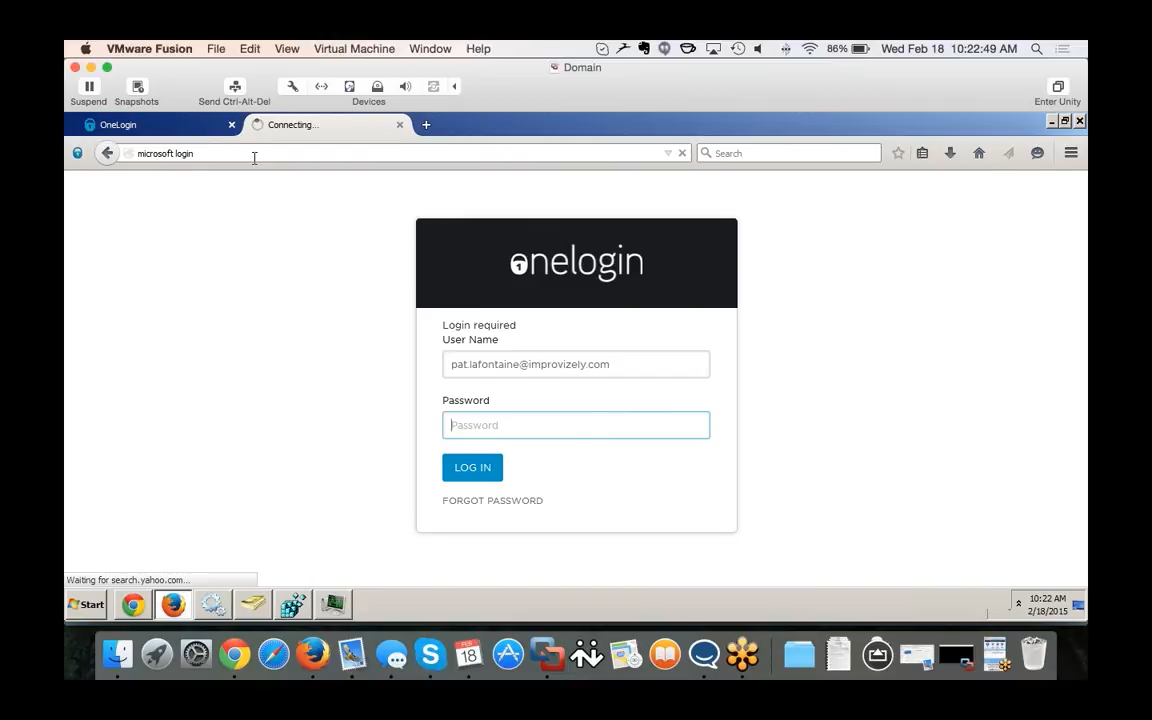 VMware Fusion File Edit View Virtual Machine Window Help 86% Wed Feb 18 10:22:49 AM
Domain
Suspend Snapshots Send Ctrl-Alt-Del Devices Enter Unity
OneLogin Connecting...
microsoft login Search
onelogin
Login required
User Name
pat.lafontaine@improvizely.com
Password
Password
LOG IN
FORGOT PASSWORD
Waiting for search.yahoo.com...
Start 10:22 AM
2/18/2015
FEB
18